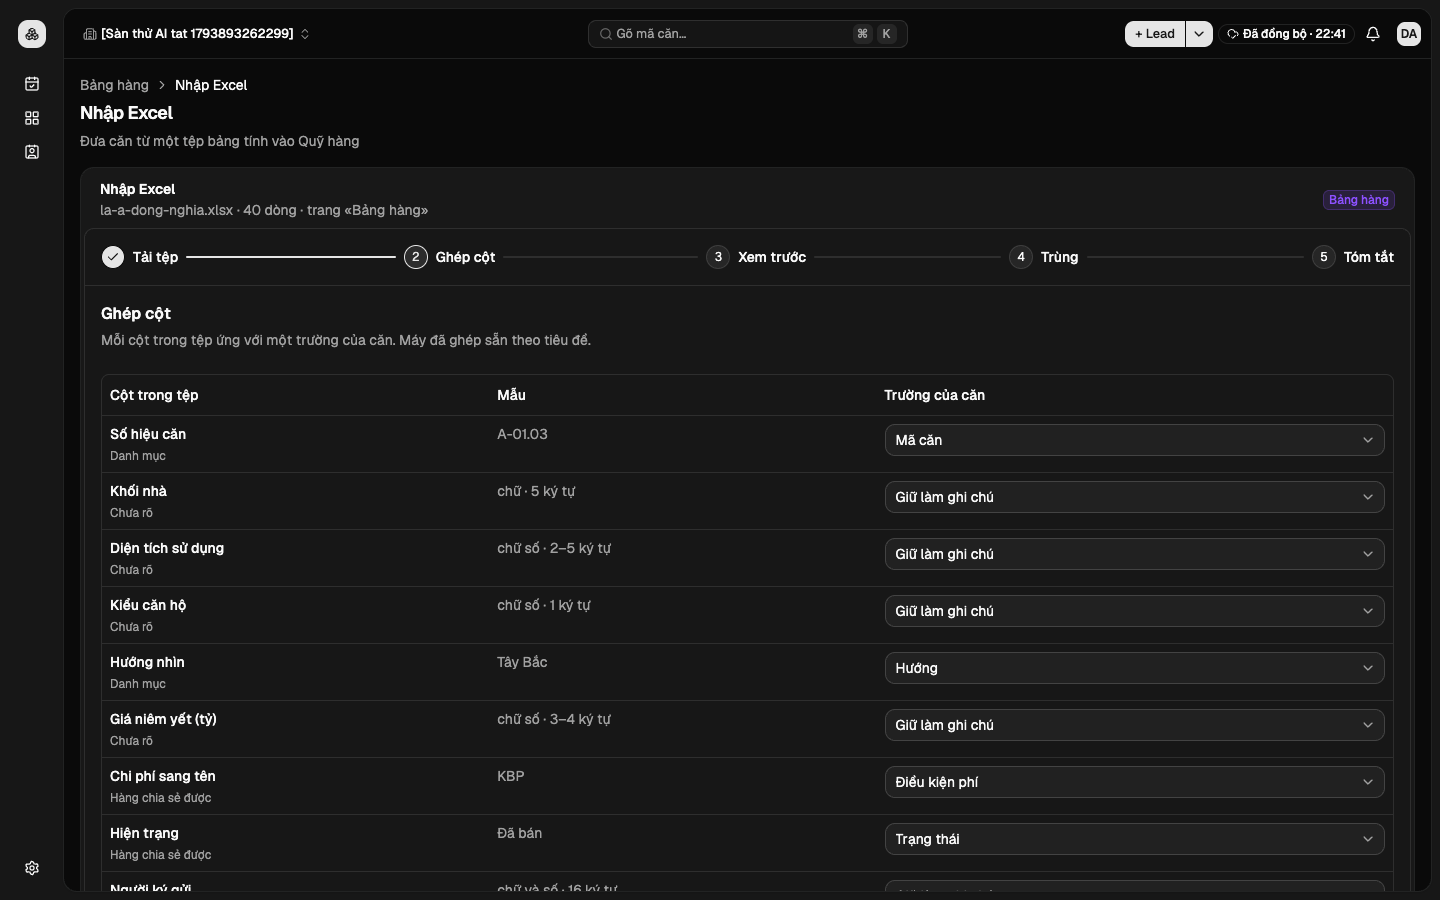 [Sàn thử AI tat 1793893262299]
Gõ mã căn...
⌘ K
+ Lead
Đã đồng bộ · 22:41
DA
Bảng hàng > Nhập Excel
Nhập Excel
Đưa căn từ một tệp bảng tính vào Quỹ hàng
Nhập Excel
la-a-dong-nghia.xlsx · 40 dòng · trang «Bảng hàng»
Bảng hàng
Tải tệp
2 Ghép cột
3 Xem trước
4 Trùng
5 Tóm tắt
Ghép cột
Mỗi cột trong tệp ứng với một trường của căn. Máy đã ghép sẵn theo tiêu đề.
Cột trong tệp Mẫu Trường của căn
Số hiệu căn A-01.03 Mã căn
Danh mục
Khối nhà chữ · 5 ký tự Giữ làm ghi chú
Chưa rõ
Diện tích sử dụng chữ số · 2–5 ký tự Giữ làm ghi chú
Chưa rõ
Kiểu căn hộ chữ số · 1 ký tự Giữ làm ghi chú
Chưa rõ
Hướng nhìn Tây Bắc Hướng
Danh mục
Giá niêm yết (tỷ) chữ số · 3–4 ký tự Giữ làm ghi chú
Chưa rõ
Chi phí sang tên KBP Điều kiện phí
Hàng chia sẻ được
Hiện trạng Đã bán Trạng thái
Hàng chia sẻ được
Người ký gửi chữ và số · 16 ký tự